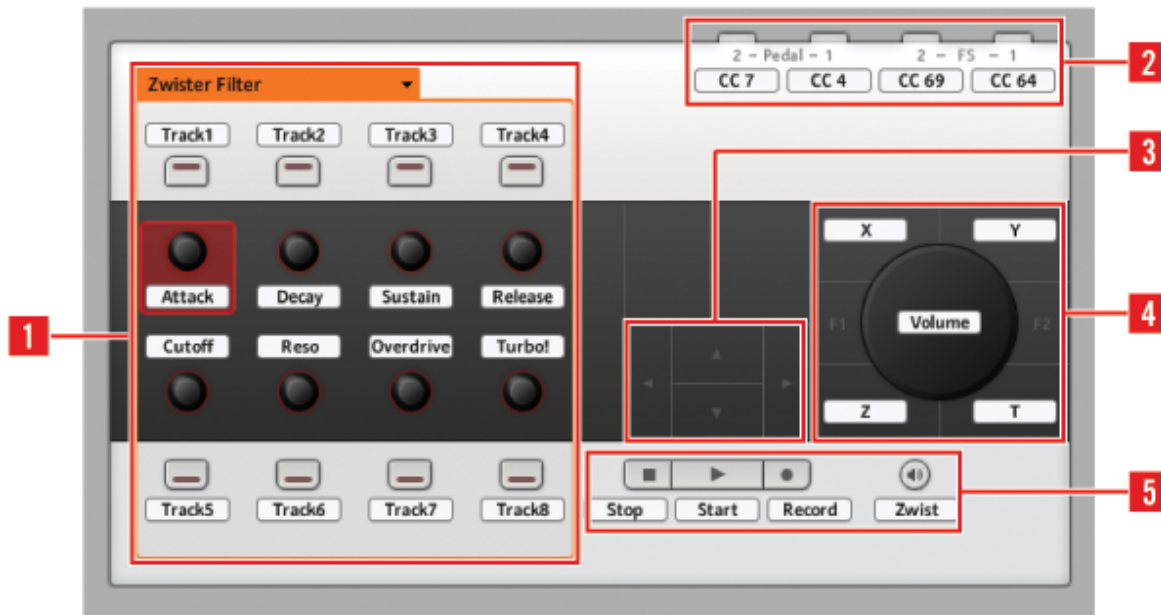 2 - Pedal - 1 2 - FS - 1
CC 7 CC 4 CC 69 CC 64
2
Zwister Filter
Track1 Track2 Track3 Track4
3
X Y
Attack Decay Sustain Release
1
F1 Volume F2
4
Cutoff Reso Overdrive Turbo!
Z T
Track5 Track6 Track7 Track8
Stop Start Record Zwist
5